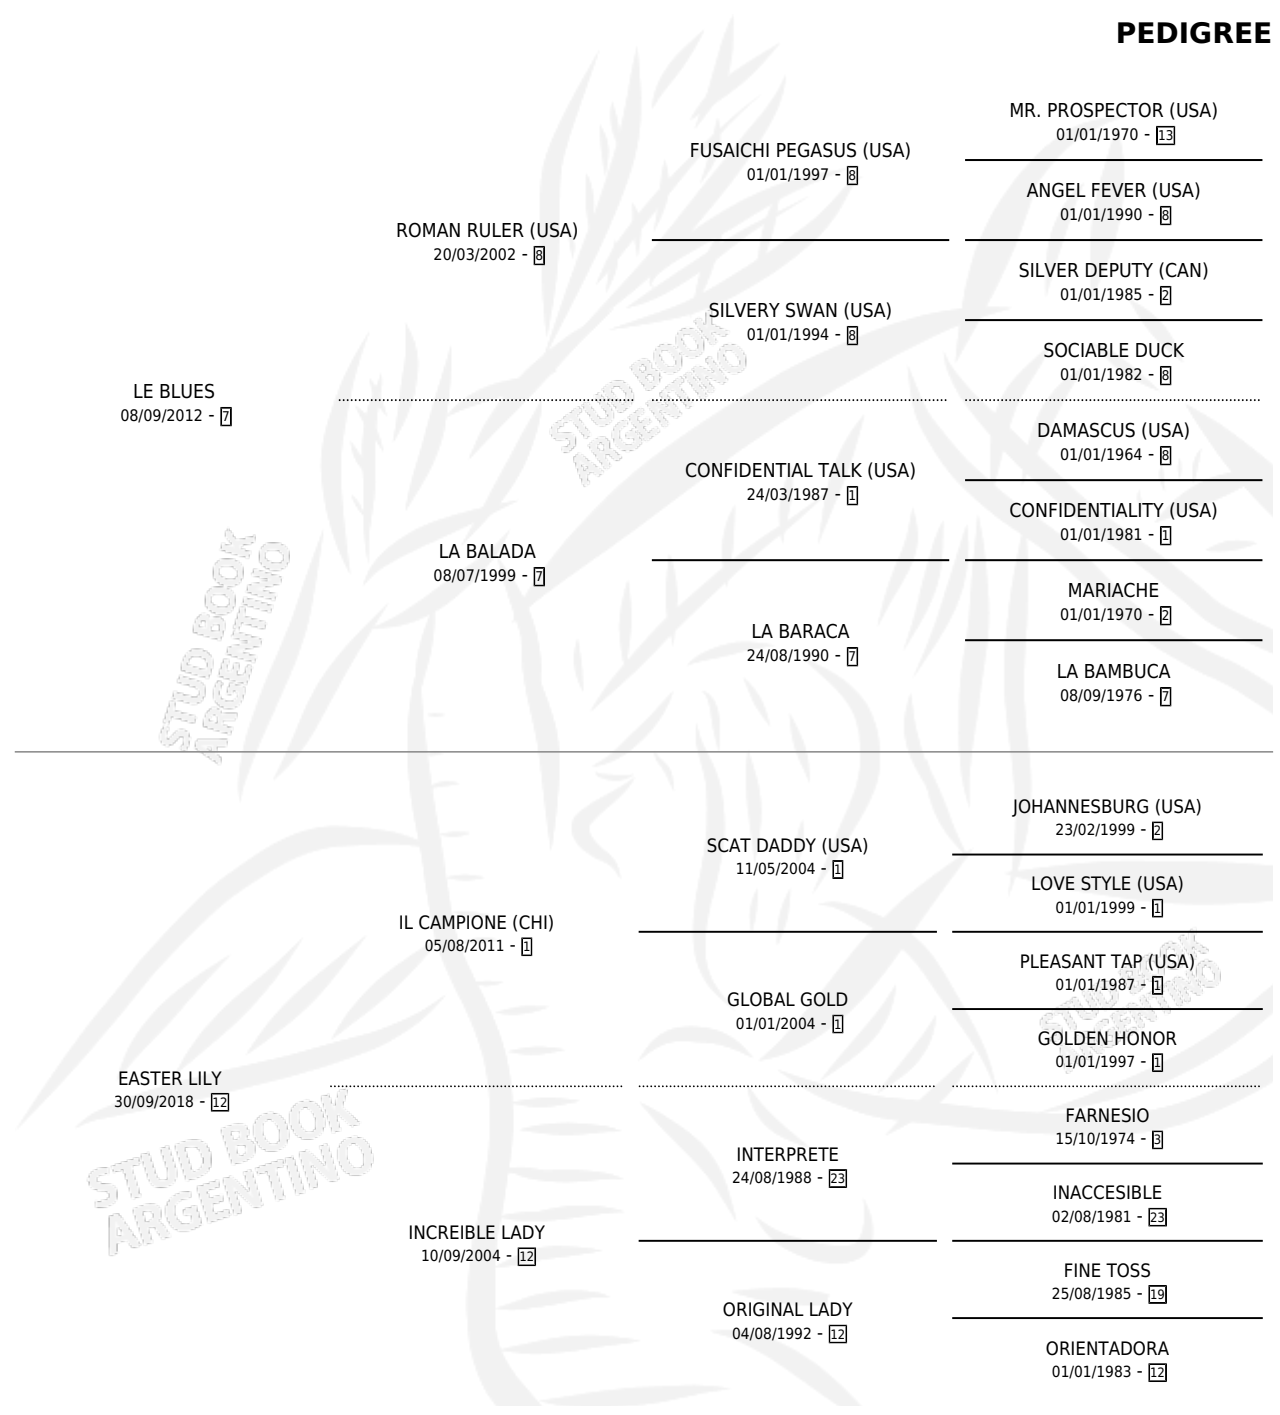 PEDIGREE
MR. PROSPECTOR (USA)
01/01/1970 - 13
FUSAICHI PEGASUS (USA)
01/01/1997 - 8
ANGEL FEVER (USA)
01/01/1990 - 8
ROMAN RULER (USA)
20/03/2002 - 8
SILVER DEPUTY (CAN)
01/01/1985 - 2
SILVERY SWAN (USA)
01/01/1994 - 8
SOCIABLE DUCK
01/01/1982 - 8
LE BLUES
08/09/2012 - 7
STUD BOOK
ARGENTINO
DAMASCUS (USA)
01/01/1964 - 8
CONFIDENTIAL TALK (USA)
24/03/1987 - 1
CONFIDENTIALITY (USA)
01/01/1981 - 1
LA BALADA
08/07/1999 - 7
MARIACHE
01/01/1970 - 2
LA BARACA
24/08/1990 - 7
LA BAMBUCA
08/09/1976 - 7
STUD BOOK
ARGENTINO
JOHANNESBURG (USA)
23/02/1999 - 2
SCAT DADDY (USA)
11/05/2004 - 1
LOVE STYLE (USA)
01/01/1999 - 1
IL CAMPIONE (CHI)
05/08/2011 - 1
PLEASANT TAP (USA)
01/01/1987 - 1
GLOBAL GOLD
01/01/2004 - 1
STUD BOOK
ARGENTINO
GOLDEN HONOR
01/01/1997 - 1
EASTER LILY
30/09/2018 - 12
FARNESIO
15/10/1974 - 3
INTERPRETE
24/08/1988 - 23
INACCESIBLE
02/08/1981 - 23
STUD BOOK
ARGENTINO
INCREIBLE LADY
10/09/2004 - 12
FINE TOSS
25/08/1985 - 19
ORIGINAL LADY
04/08/1992 - 12
ORIENTADORA
01/01/1983 - 12